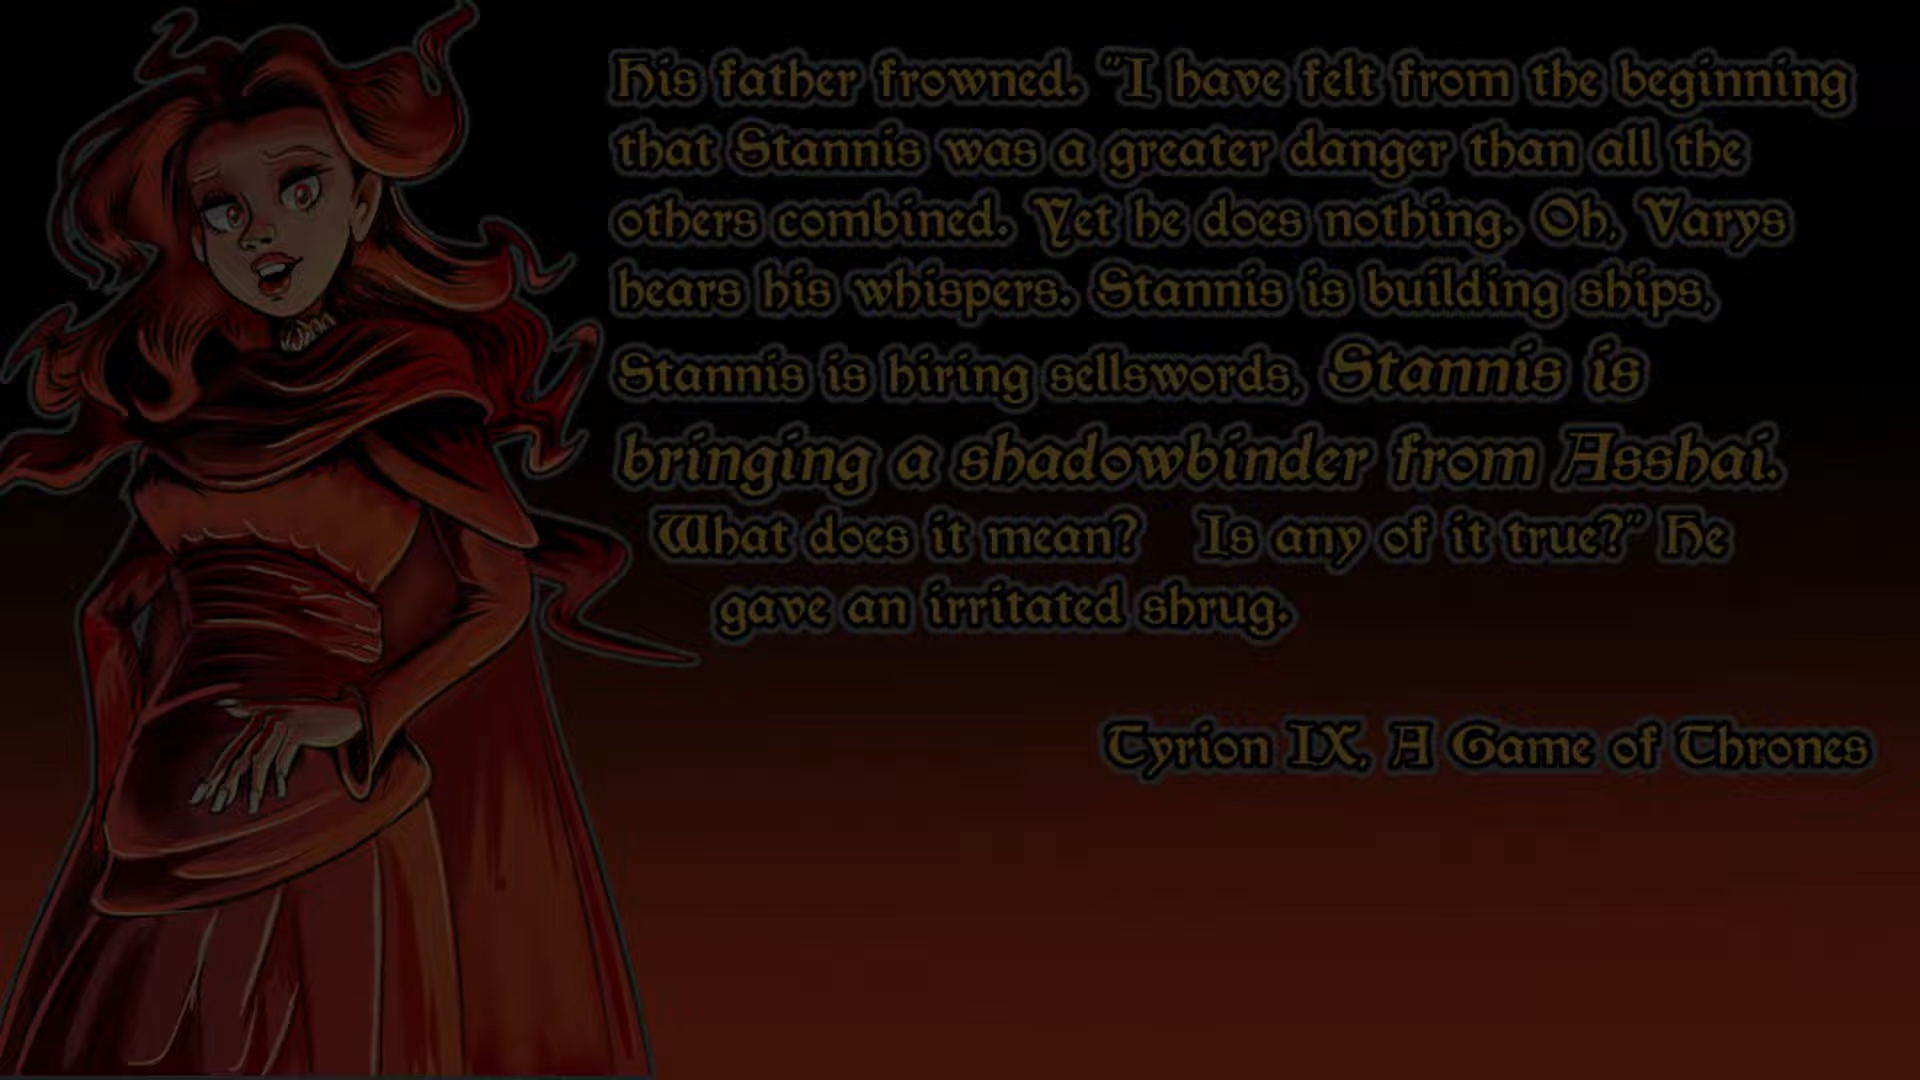 His father frowned. "I have felt from the beginning
that Stannis was a greater danger than all the
others combined. Yet he does nothing. Oh, Varys
hears his whispers. Stannis is building ships,
Stannis is hiring sellswords, Stannis is
bringing a shadowbinder from Asshai.
What does it mean? Is any of it true?" He
gave an irritated shrug.
Tyrion IX, A Game of Thrones